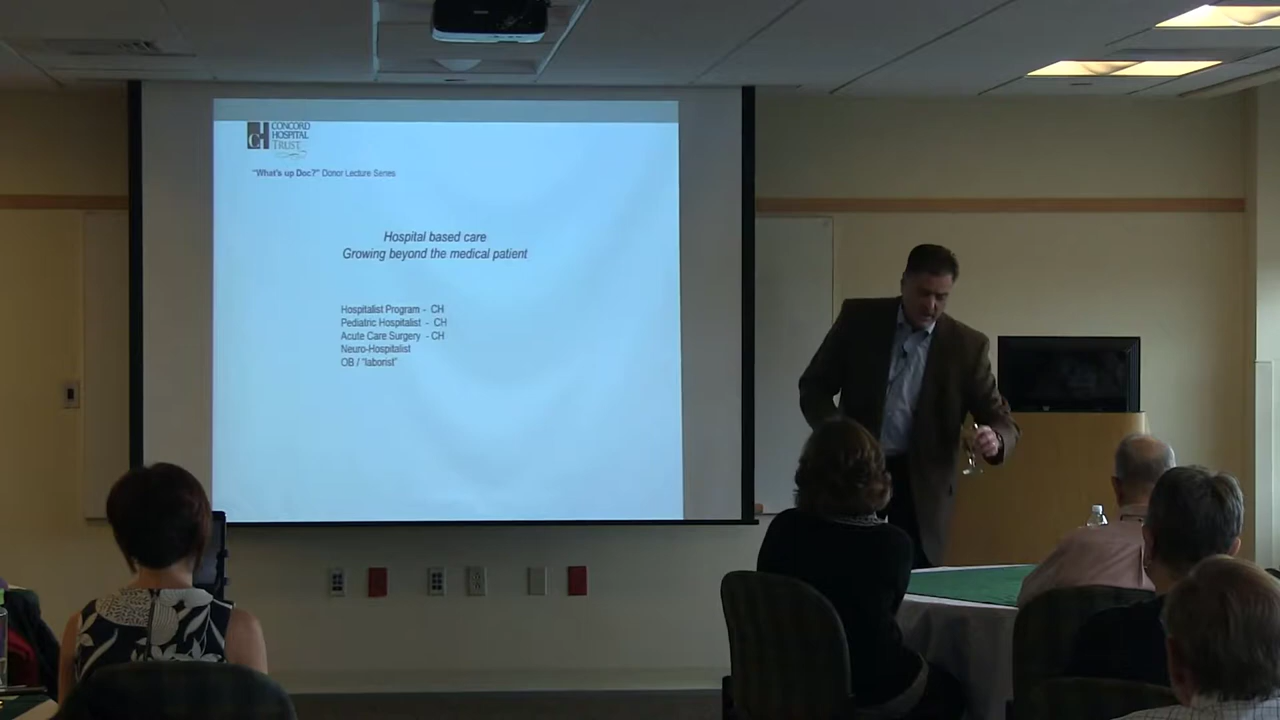 CONCORD
HOSPITAL
TRUST
"What's up Doc?" Donor Lecture Series
Hospital based care
Growing beyond the medical patient
Hospitalist Program - CH
Pediatric Hospitalist - CH
Acute Care Surgery - CH
Neuro-Hospitalist
OB / "laborist"